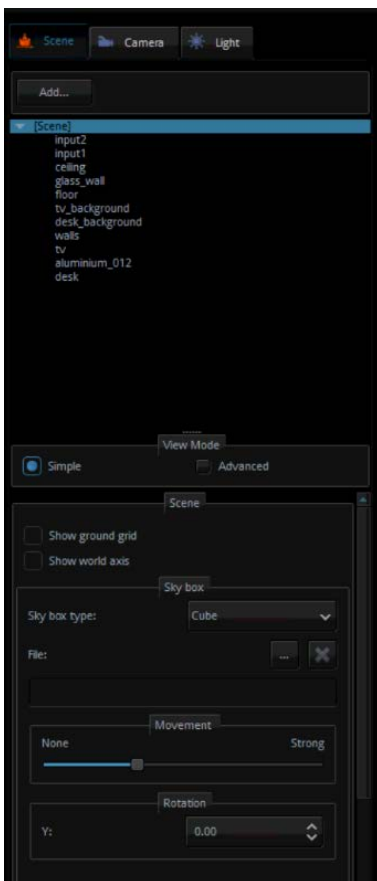 Scene Camera Light
Add...
[Scene]
input2
input1
ceiling
glass_wall
floor
tv_background
desk_background
walls
tv
aluminium_012
desk
View Mode
Simple Advanced
Scene
Show ground grid
Show world axis
Sky box
Sky box type: Cube
File: ...
Movement
None Strong
Rotation
Y: 0.00